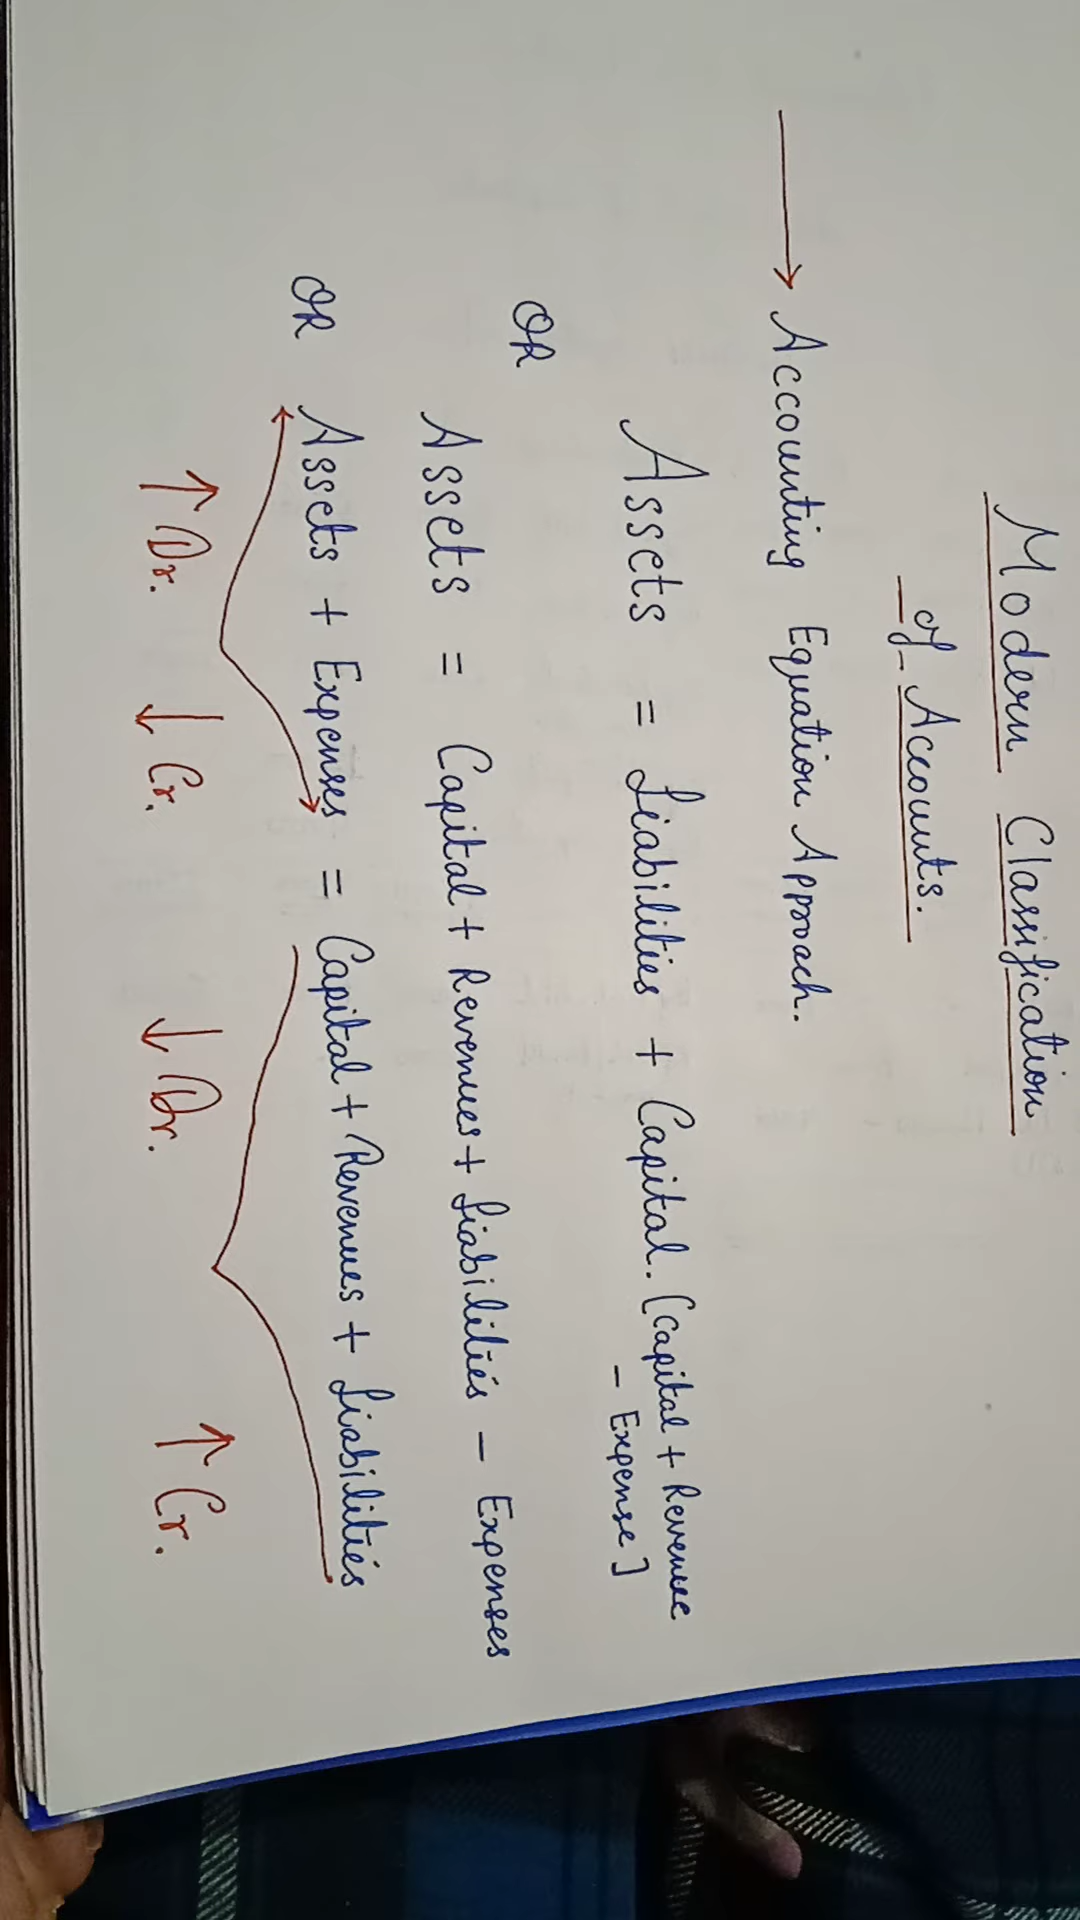 Modern Classification
of Accounts.
→ Accounting Equation Approach.
Assets = Liabilities + Capital. [Capital + Revenue
- Expense]
OR
Assets = Capital + Revenues + Liabilities - Expenses
OR Assets + Expenses = Capital + Revenues + Liabilities
↑ Dr. ↓ Cr. ↓ Dr. ↑ Cr.